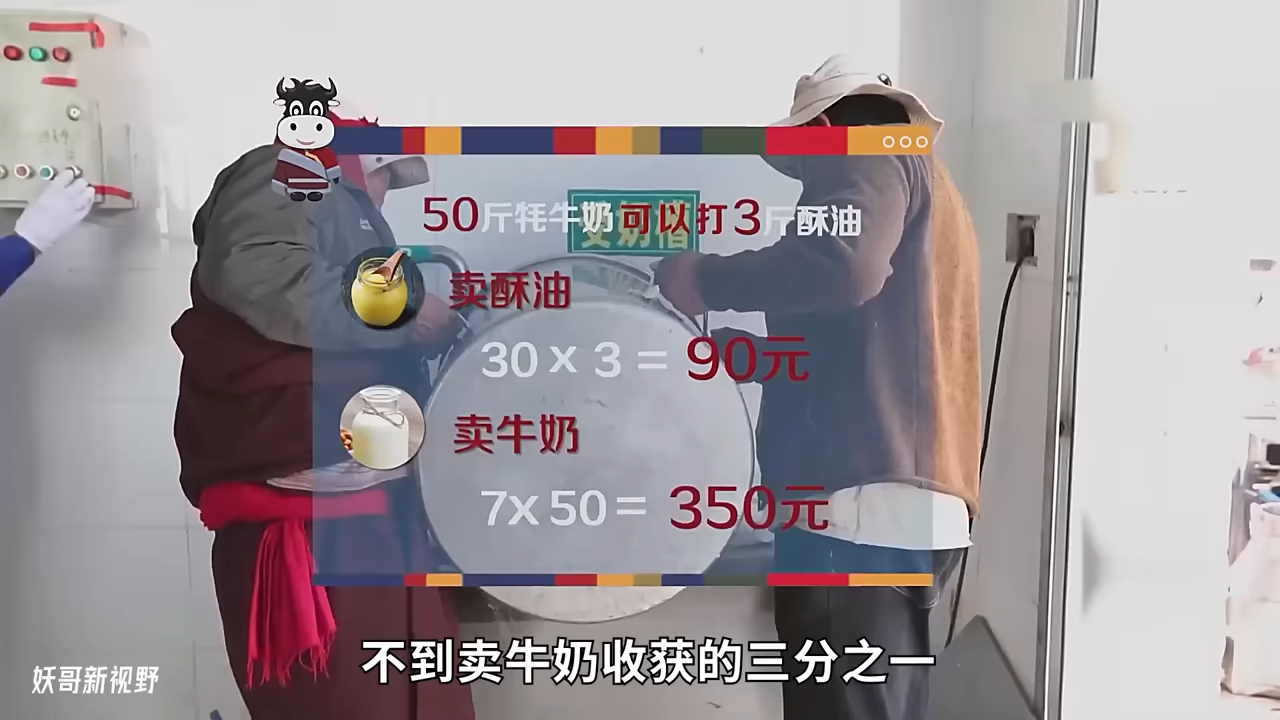 50斤牦牛奶可以打3斤酥油
卖酥油
30 x 3 = 90元
卖牛奶
7x 50= 350元
不到卖牛奶收获的三分之一
妖哥新视野